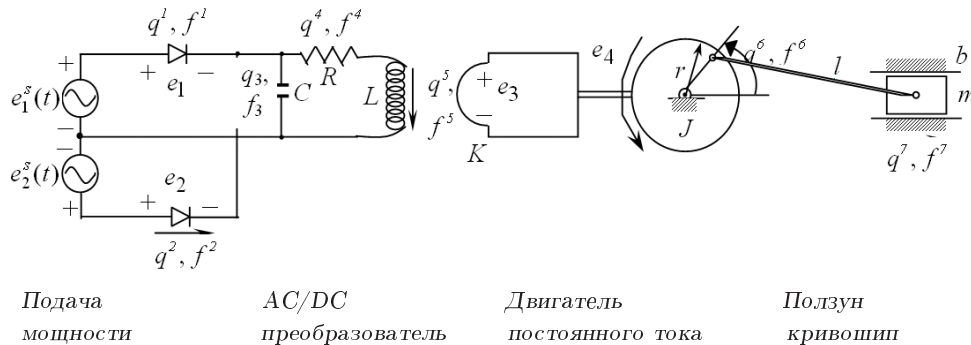 q¹, f¹
q⁴, f⁴
e₄
q⁶, f⁶
b
+
+ e₁ −
q₃,
f₃
C
R
L
q⁵,
f⁵
+
e₃
−
K
r
l
m
J
e₁ˢ(t)
−
−
e₂ˢ(t)
+
e₂
+ −
q², f²
q⁷, f⁷
Подача AC/DC Двигатель Ползун
мощности преобразователь постоянного тока кривошип